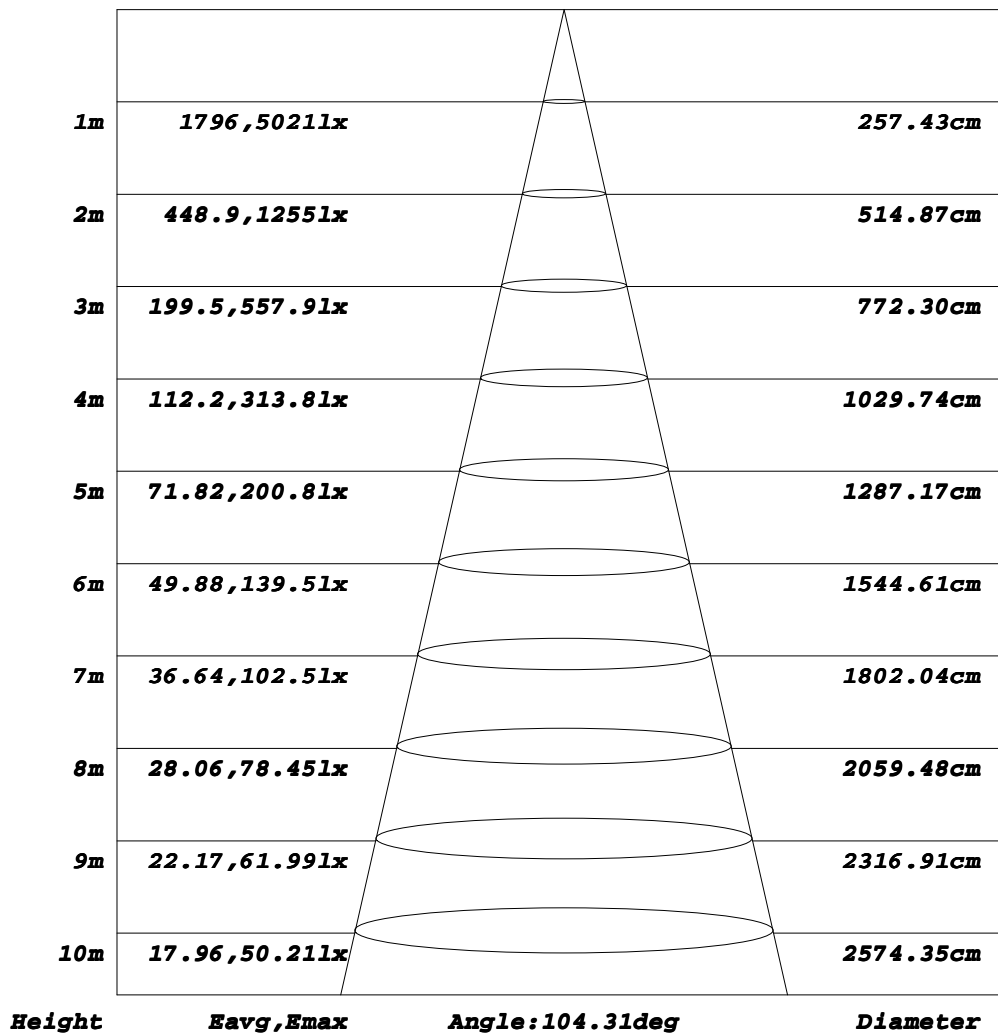 1m 1796,5021lx 257.43cm
2m 448.9,1255lx 514.87cm
3m 199.5,557.9lx 772.30cm
4m 112.2,313.8lx 1029.74cm
5m 71.82,200.8lx 1287.17cm
6m 49.88,139.5lx 1544.61cm
7m 36.64,102.5lx 1802.04cm
8m 28.06,78.45lx 2059.48cm
9m 22.17,61.99lx 2316.91cm
10m 17.96,50.21lx 2574.35cm
Height Eavg,Emax Angle:104.31deg Diameter